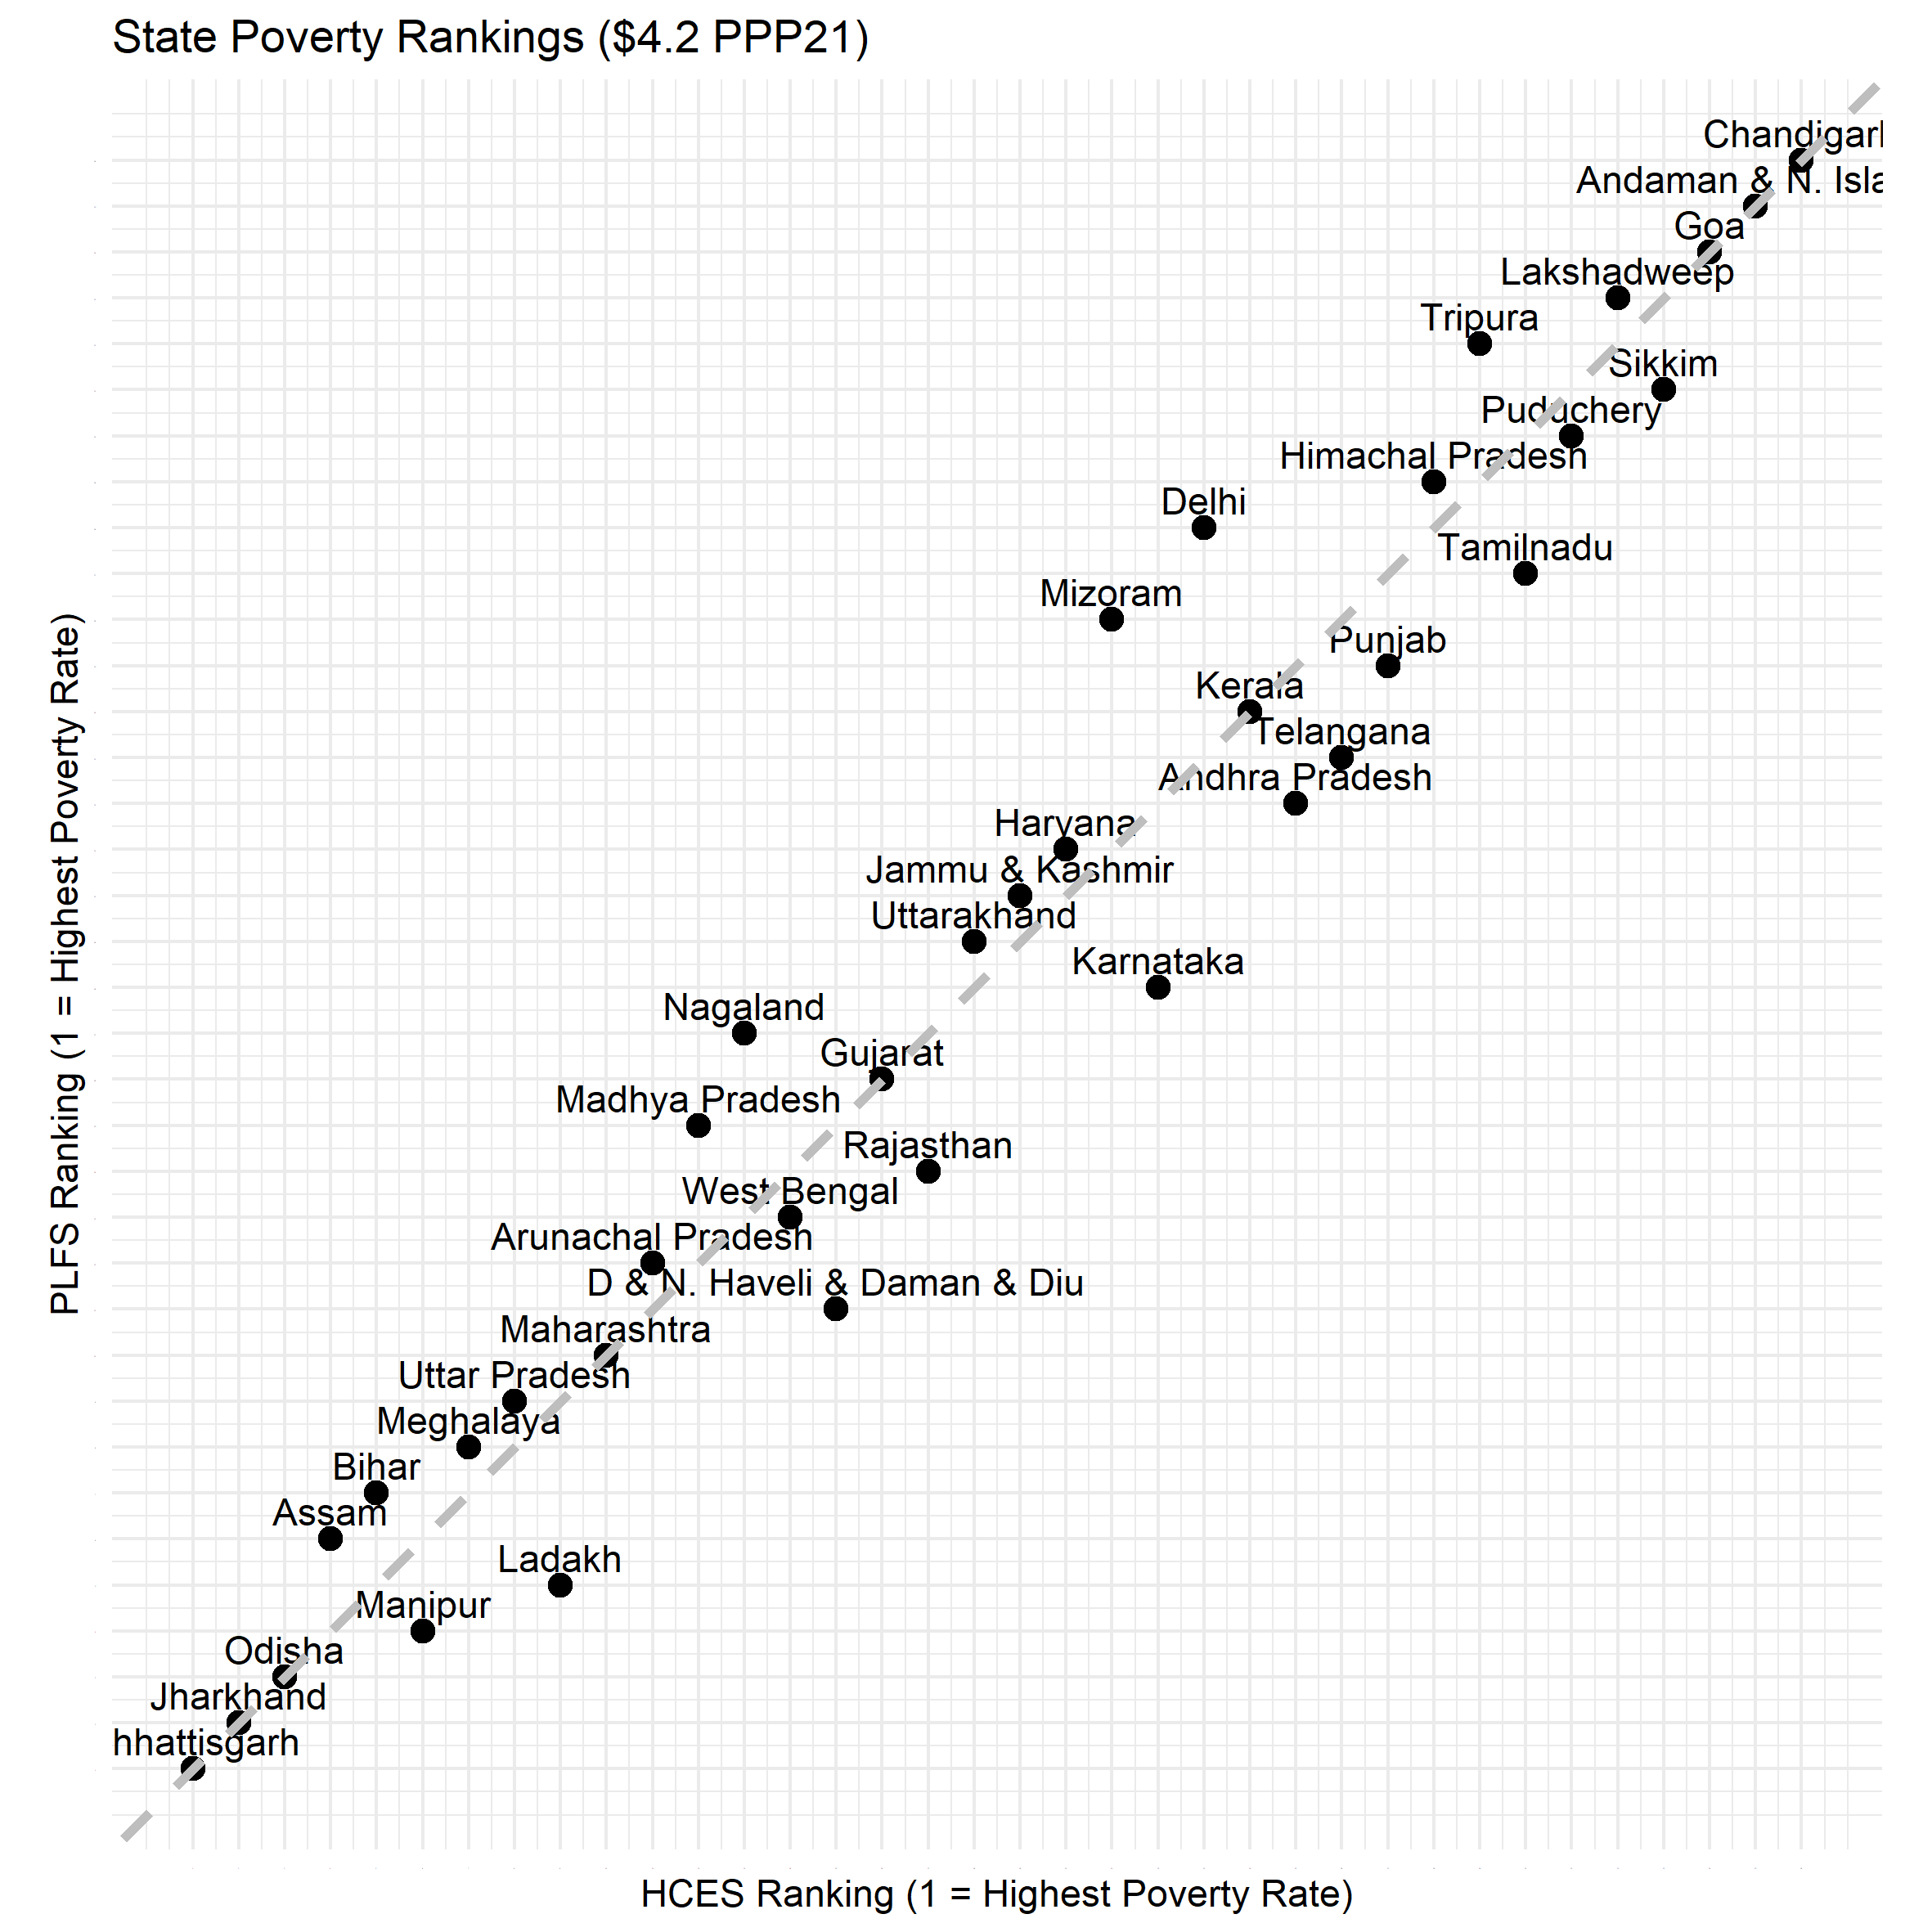 State Poverty Rankings ($4.2 PPP21)
Chandigarh
Andaman & N. Isla
Goa
Lakshadweep
Tripura
Sikkim
Puduchery
Himachal Pradesh
Delhi
Tamilnadu
Mizoram
Punjab
Kerala
Telangana
Andhra Pradesh
Haryana
Jammu & Kashmir
Uttarakhand
Karnataka
Nagaland
Gujarat
Madhya Pradesh
Rajasthan
West Bengal
Arunachal Pradesh
D & N. Haveli & Daman & Diu
Maharashtra
Uttar Pradesh
Meghalaya
Bihar
Assam
Ladakh
Manipur
Odisha
Jharkhand
hhattisgarh
PLFS Ranking (1 = Highest Poverty Rate)
HCES Ranking (1 = Highest Poverty Rate)